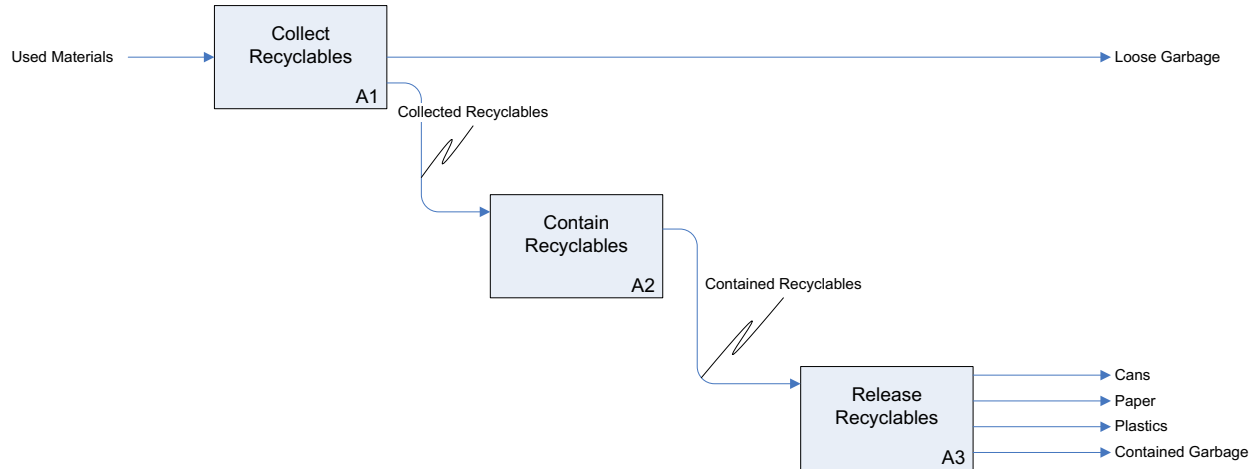 Collect
Recyclables
A1
Used Materials
Loose Garbage
Collected Recyclables
Contain
Recyclables
A2
Contained Recyclables
Release
Recyclables
A3
Cans
Paper
Plastics
Contained Garbage